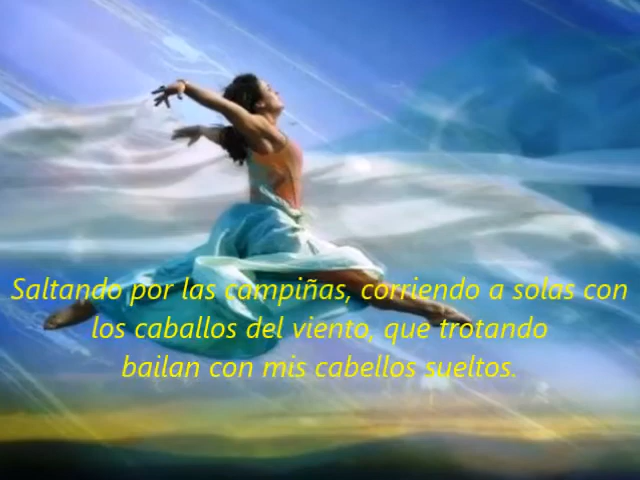 Saltando por las campiñas, corriendo a solas con
los caballos del viento, que trotando
bailan con mis cabellos sueltos.